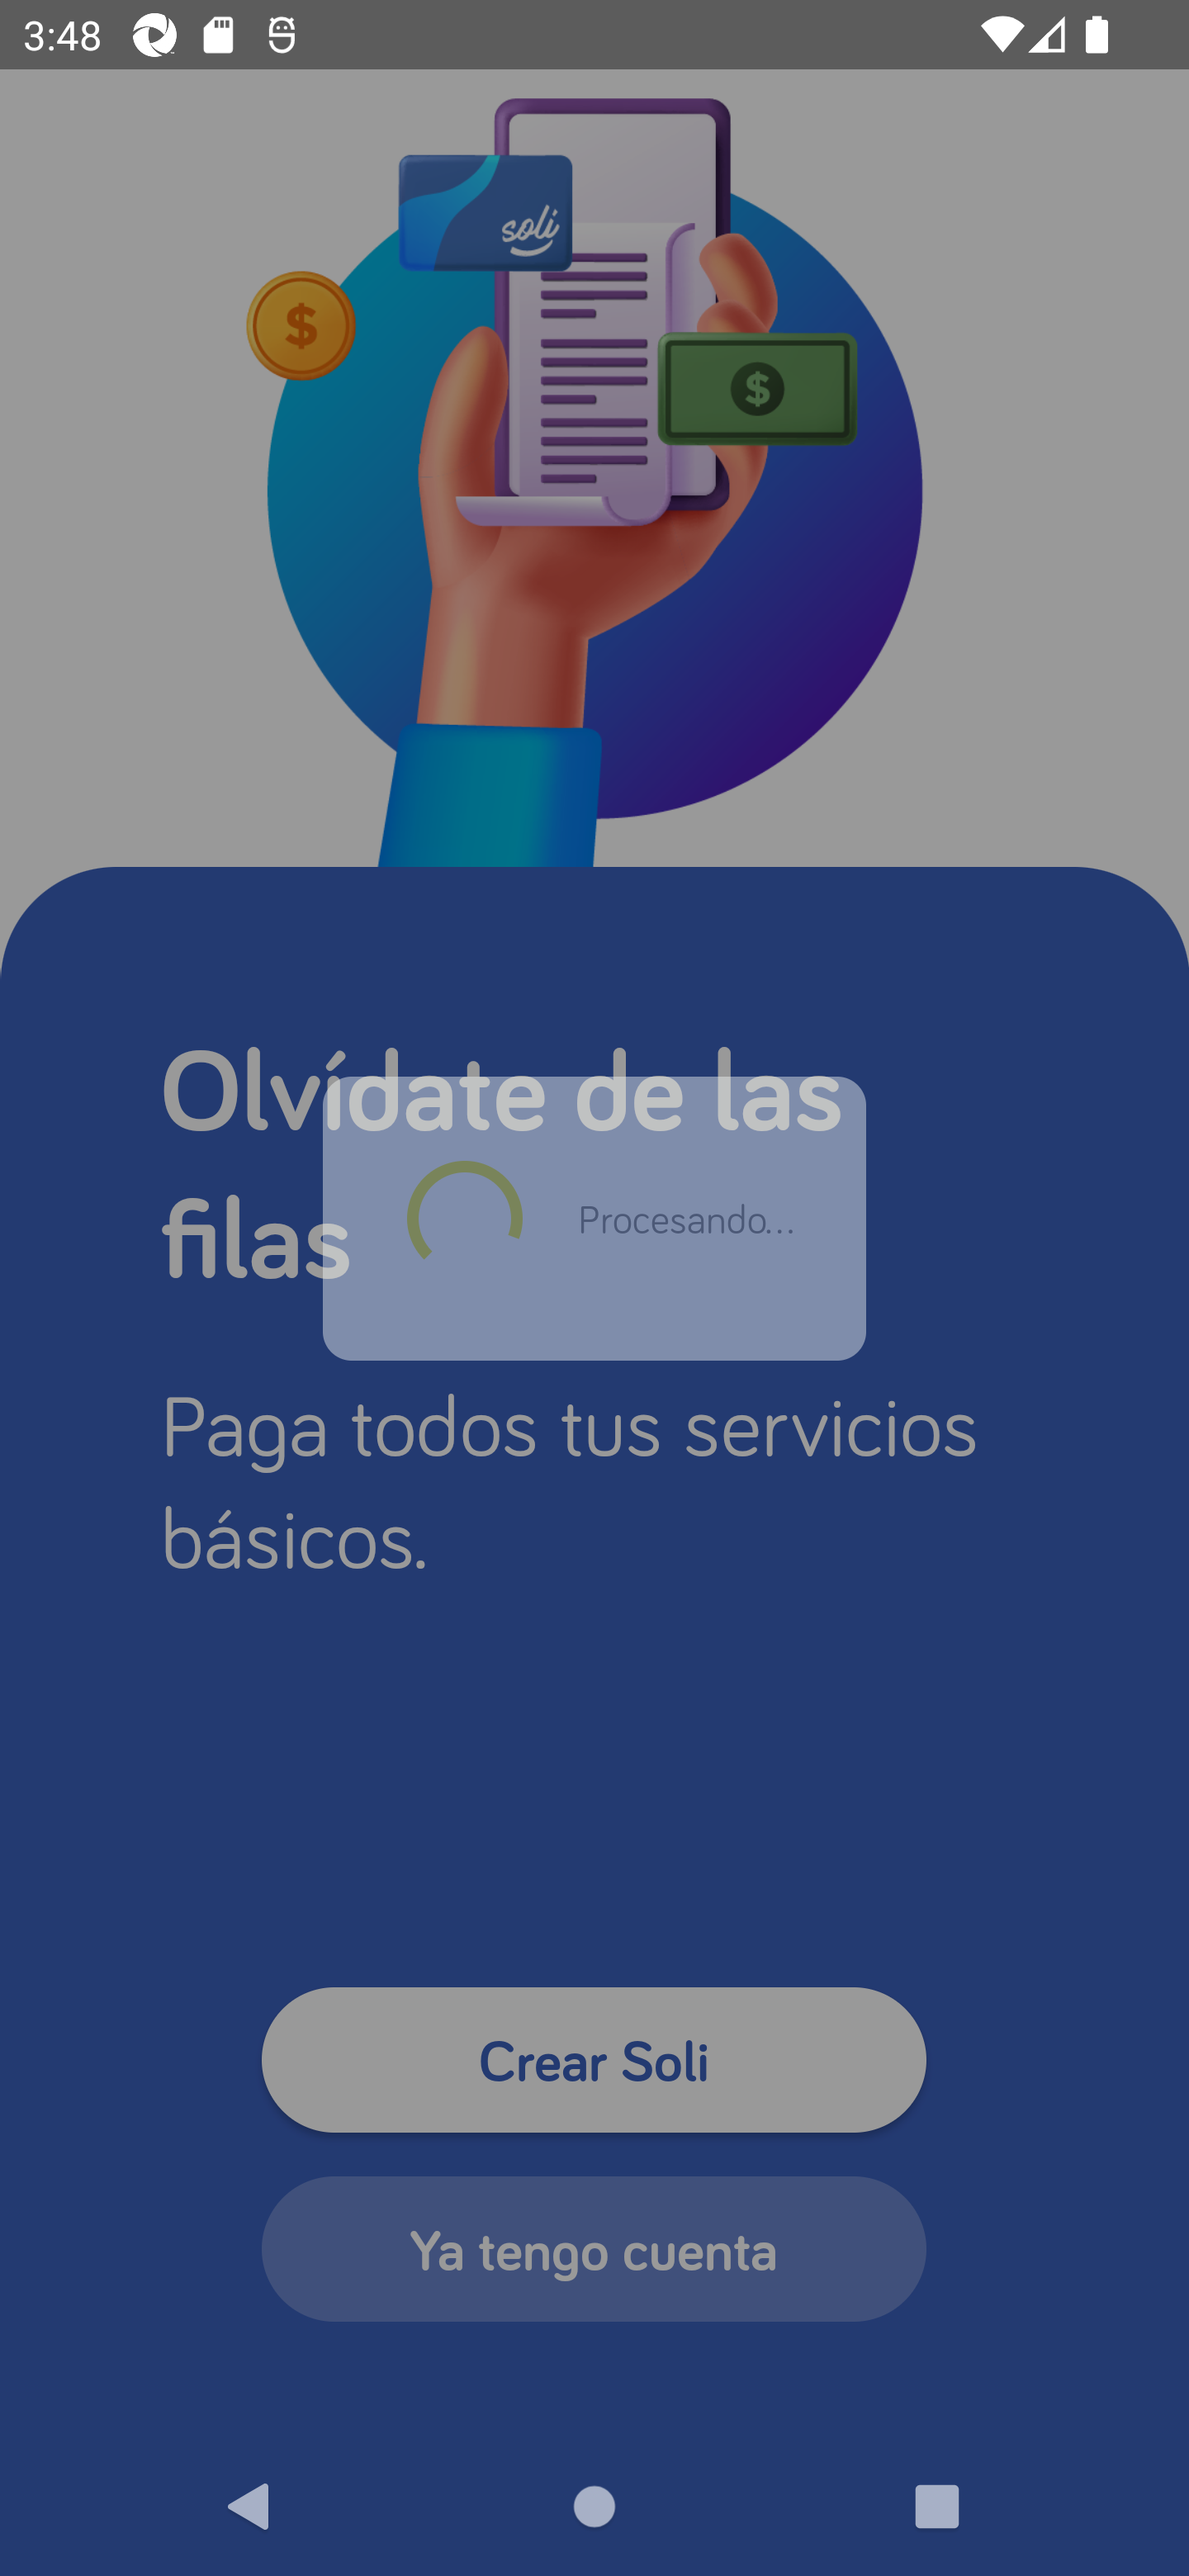 3:48
soli
$
$
Olvídate de las
filas
Procesando...
Paga todos tus servicios
básicos.
Crear Soli
Ya tengo cuenta